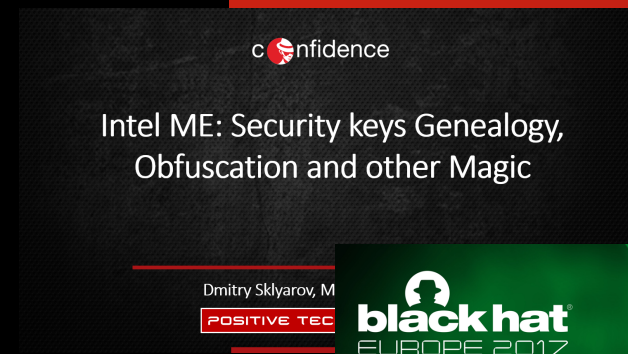 confidence
Intel ME: Security keys Genealogy,
Obfuscation and other Magic
Dmitry Sklyarov, M
POSITIVE TEC
black hat®
EUROPE 2017